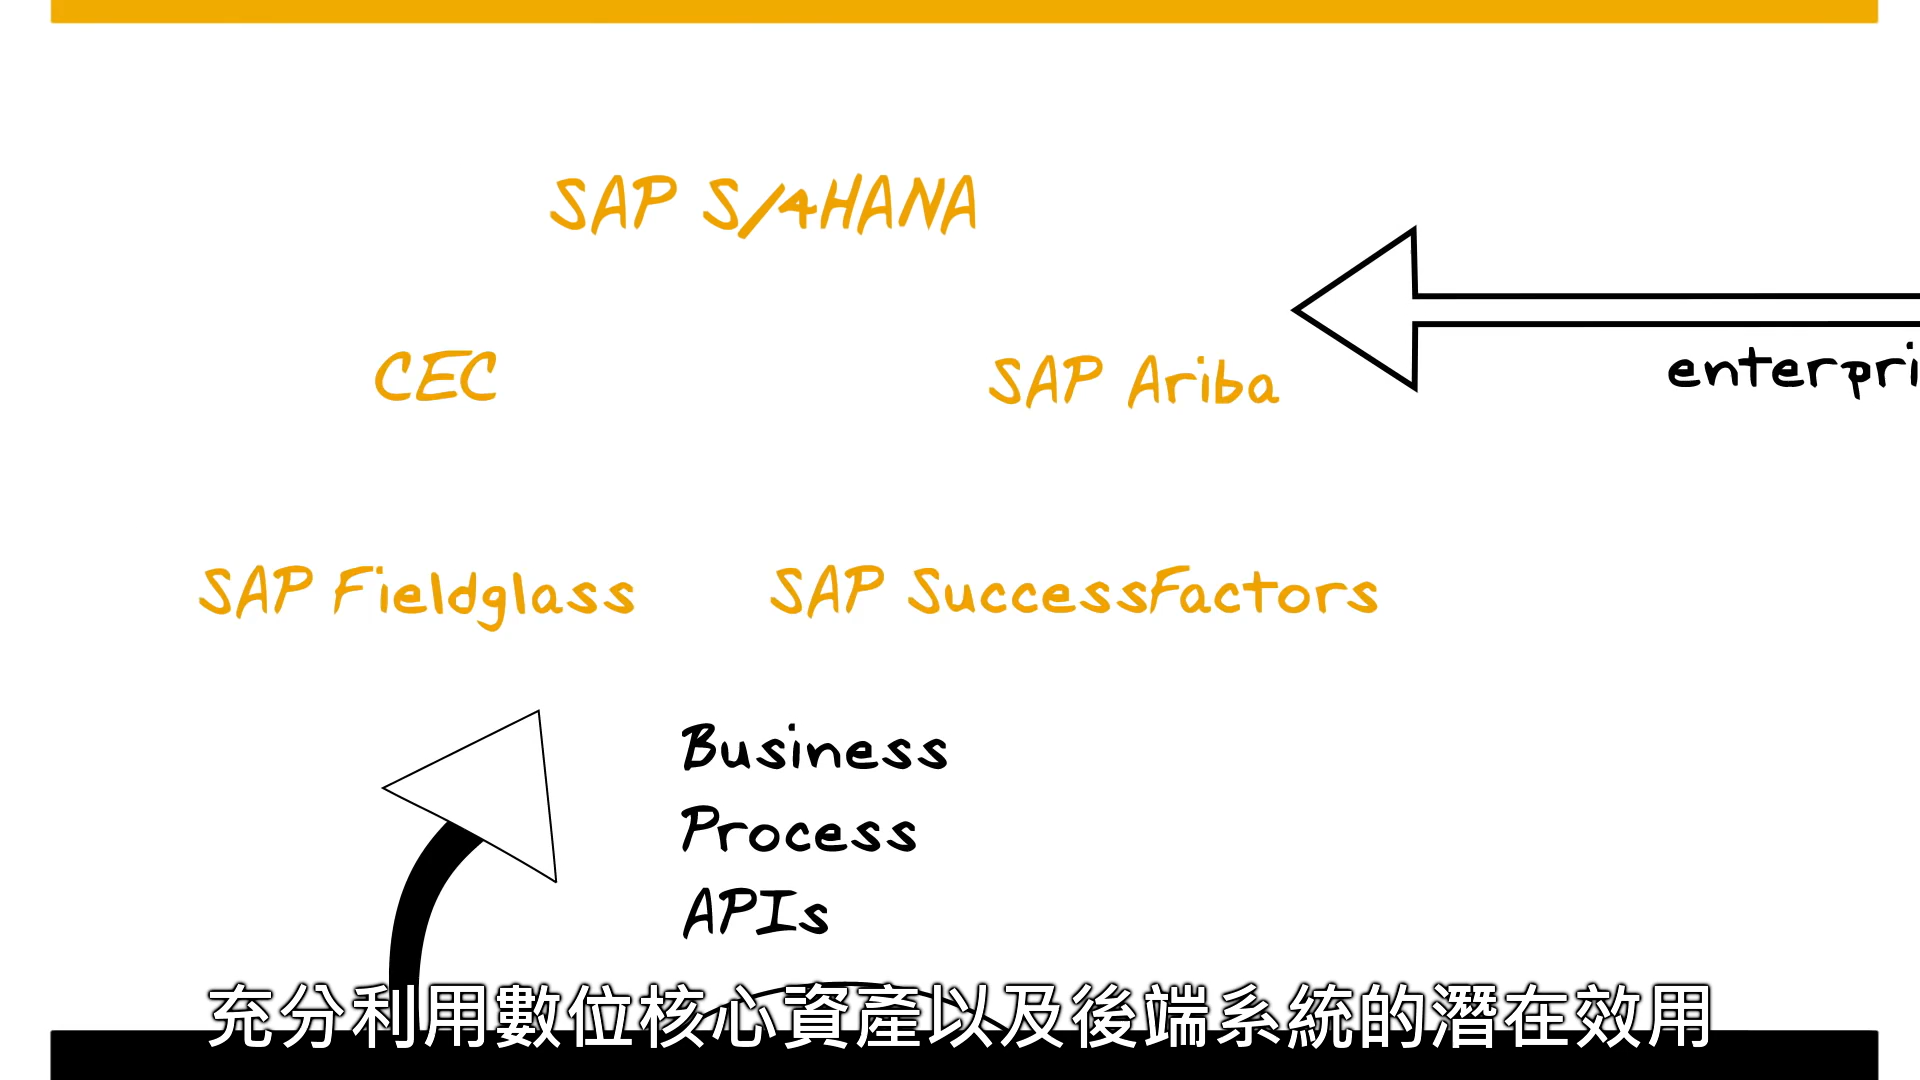 SAP S/4HANA
CEC
SAP Ariba
enterpri
SAP Fieldglass
SAP SuccessFactors
Business
Process
APIs
充分利用數位核心資產以及後端系統的潛在效用